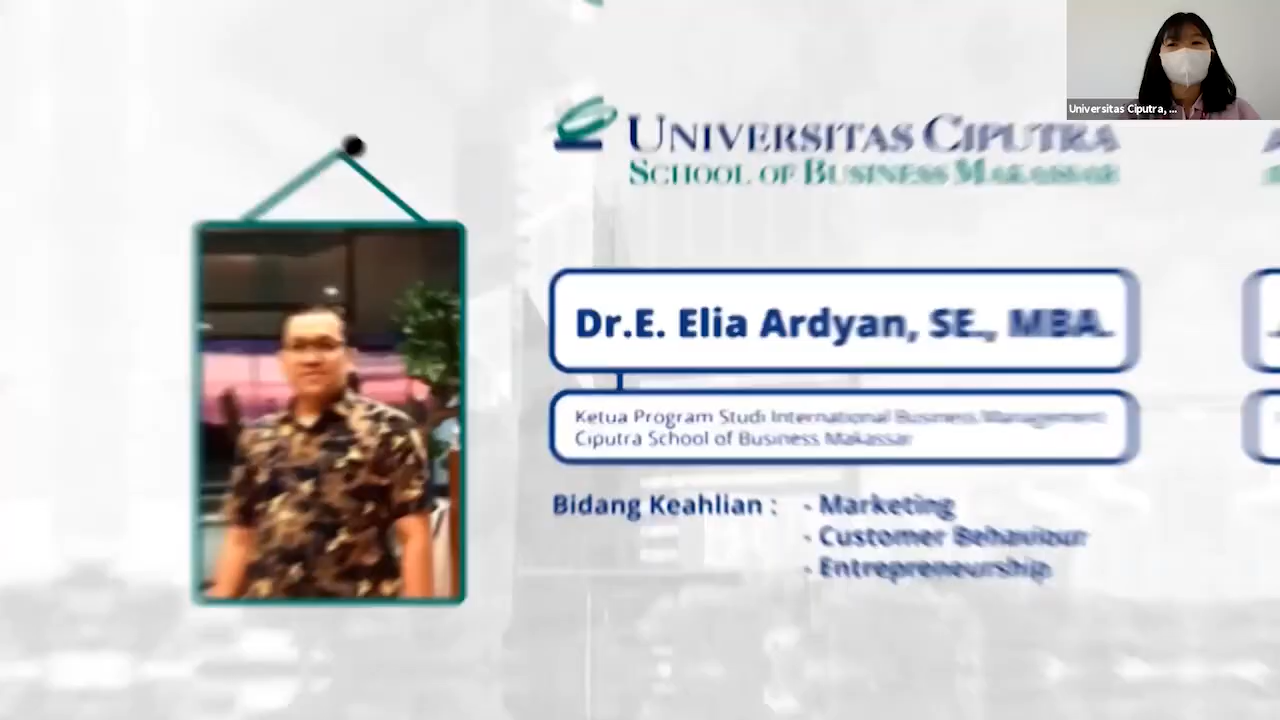 Universitas Ciputra, ...
UNIVERSITAS CIPUTRA
SCHOOL OF BUSINESS MAKASSAR
Dr.E. Elia Ardyan, SE., MBA.
Ketua Program Studi International Business Management
Ciputra School of Business Makassar
Bidang Keahlian : - Marketing
- Customer Behaviour
- Entrepreneurship